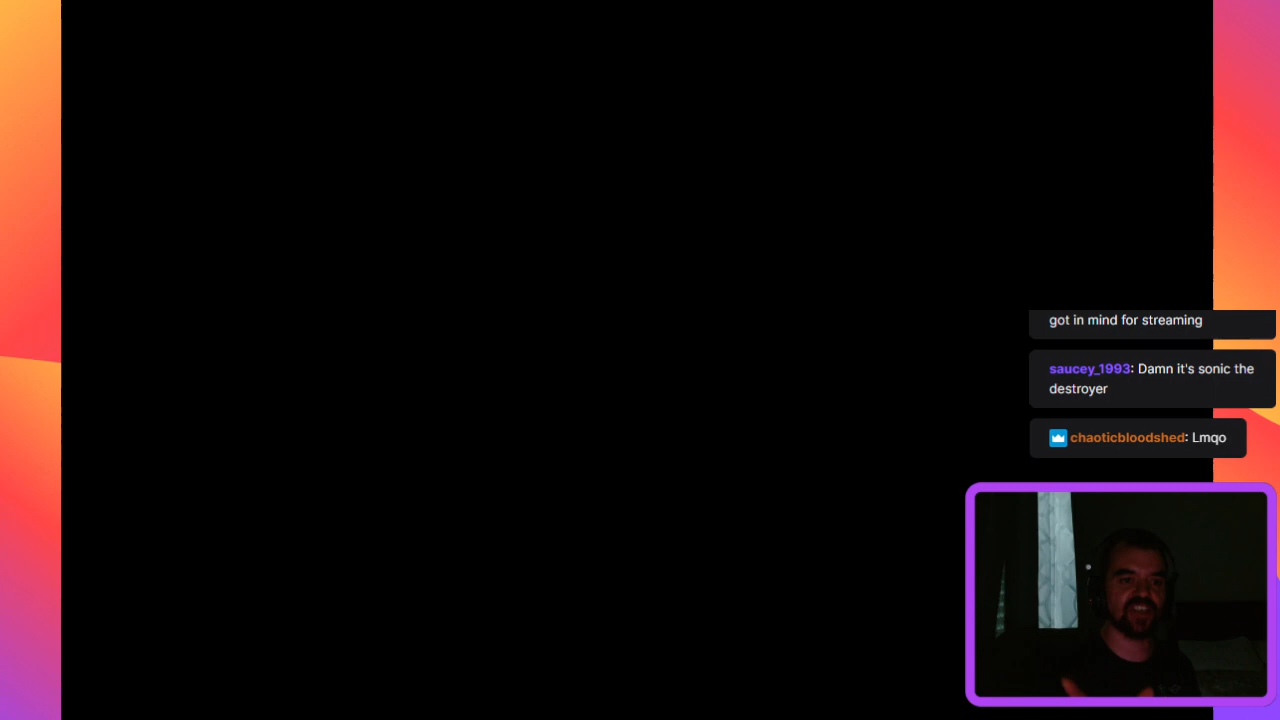 got in mind for streaming
saucey_1993: Damn it's sonic the
destroyer
chaoticbloodshed: Lmqo